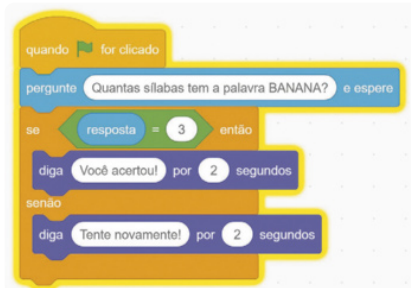 quando for clicado
pergunte Quantas sílabas tem a palavra BANANA? e espere
se resposta = 3 então
diga Você acertou! por 2 segundos
senão
diga Tente novamente! por 2 segundos